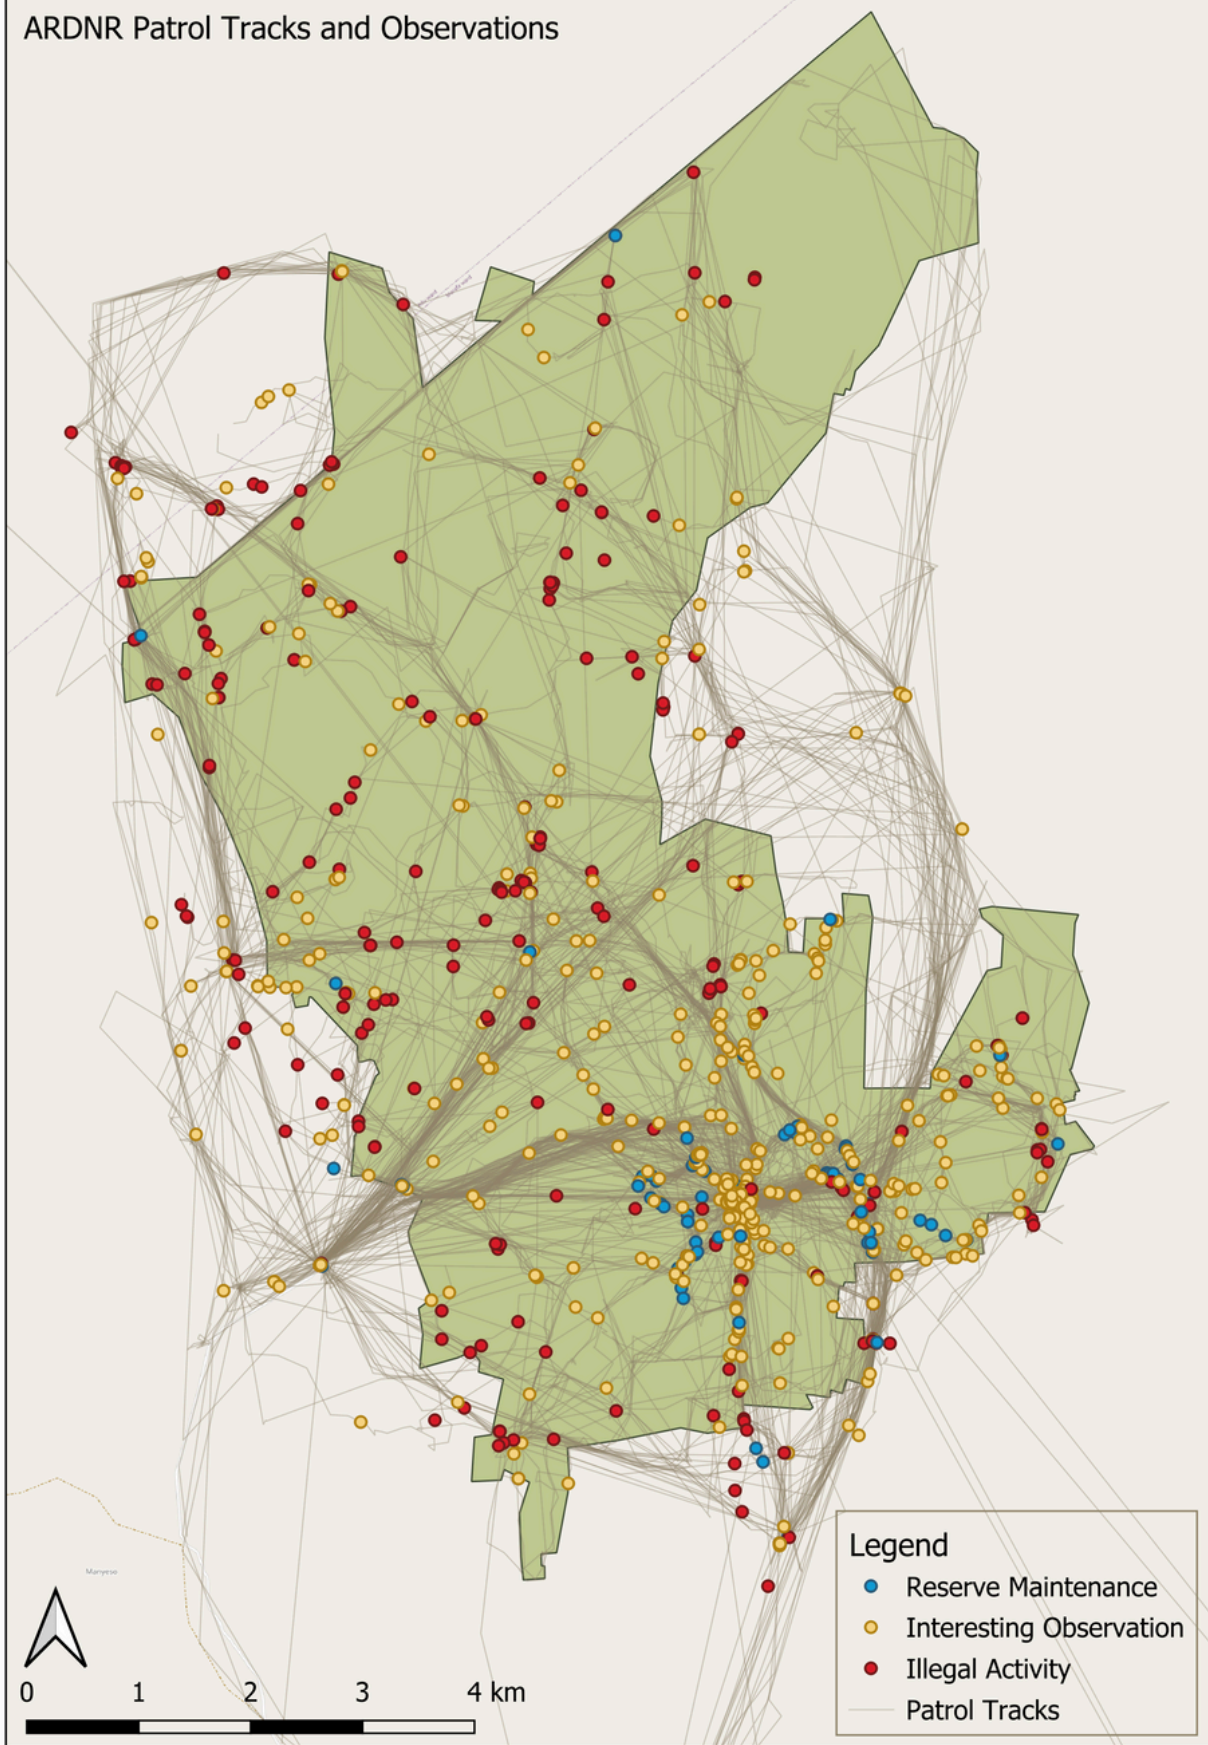 ARDNR Patrol Tracks and Observations
Manyeso
Legend
Reserve Maintenance
Interesting Observation
Illegal Activity
Patrol Tracks
0 1 2 3 4 km